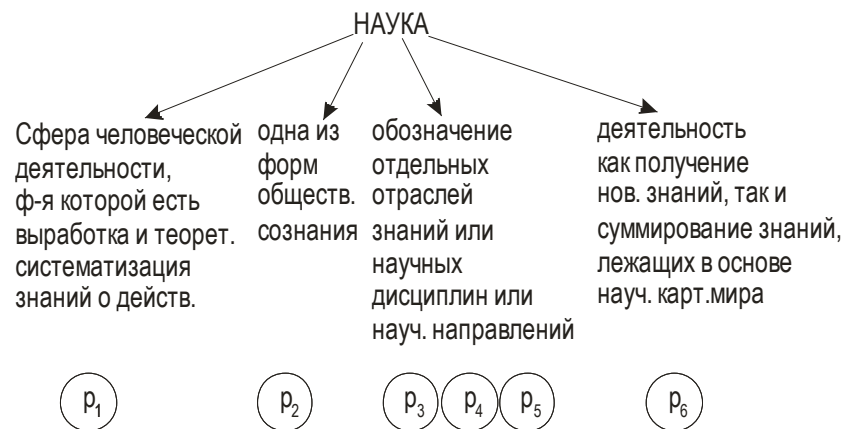 НАУКА
Сфера человеческой
деятельности,
ф-я которой есть
выработка и теорет.
систематизация
знаний о действ.
одна из
форм
обществ.
сознания
обозначение
отдельных
отраслей
знаний или
научных
дисциплин или
науч. направлений
деятельность
как получение
нов. знаний, так и
суммирование знаний,
лежащих в основе
науч. карт.мира
p1
p2
p3
p4
p5
p6